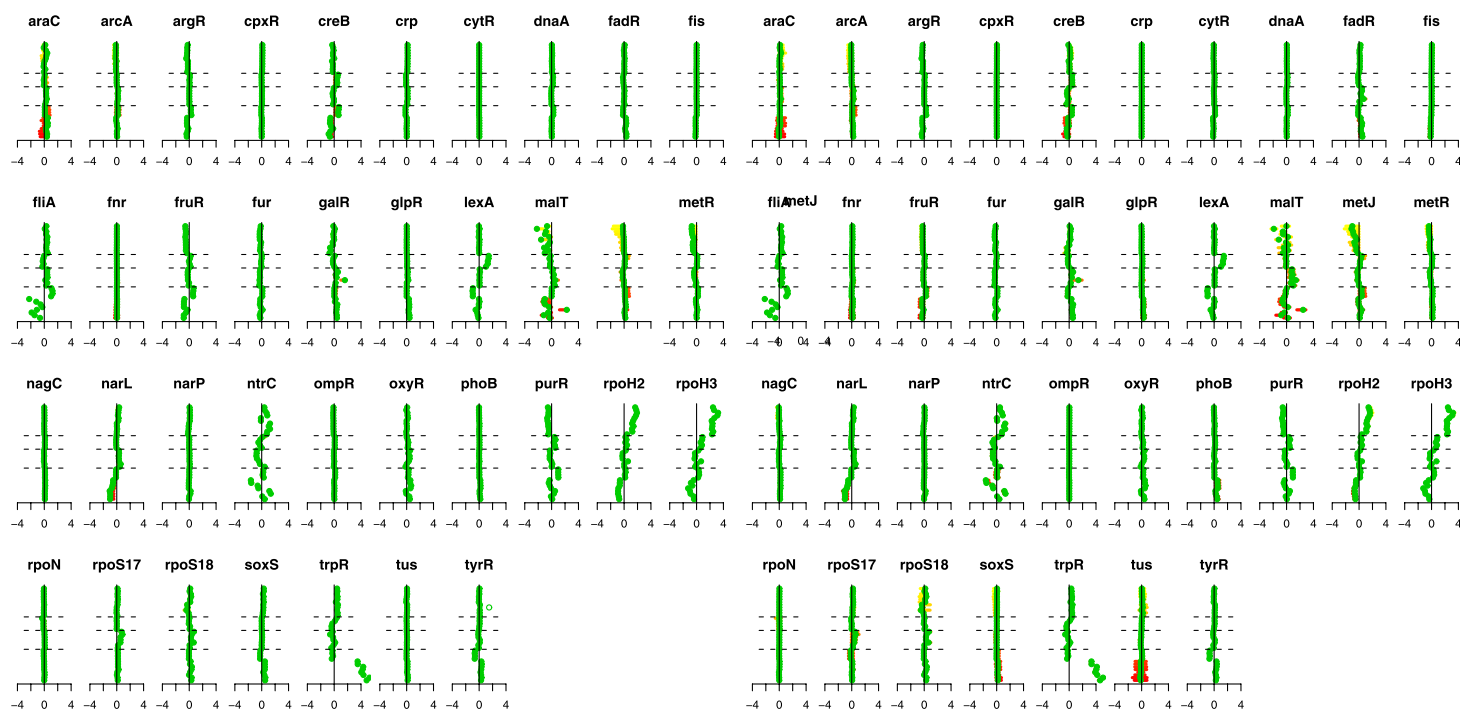 araC arcA argR cpxR creB crp cytR dnaA fadR fis araC arcA argR cpxR creB crp cytR dnaA fadR fis
−4 0 4 −4 0 4 −4 0 4 −4 0 4 −4 0 4 −4 0 4 −4 0 4 −4 0 4 −4 0 4 −4 0 4 −4 0 4 −4 0 4 −4 0 4 −4 0 4 −4 0 4 −4 0 4 −4 0 4 −4 0 4 −4 0 4 −4 0 4
fliA fnr fruR fur galR glpR lexA malT metR fliA metJ fnr fruR fur galR glpR lexA malT metJ metR
−4 0 4 −4 0 4 −4 0 4 −4 0 4 −4 0 4 −4 0 4 −4 0 4 −4 0 4 −4 0 4 −4 0 4 −4 −4 0 0 4 4 −4 0 4 −4 0 4 −4 0 4 −4 0 4 −4 0 4 −4 0 4 −4 0 4 −4 0 4 −4 0 4
nagC narL narP ntrC ompR oxyR phoB purR rpoH2 rpoH3 nagC narL narP ntrC ompR oxyR phoB purR rpoH2 rpoH3
−4 0 4 −4 0 4 −4 0 4 −4 0 4 −4 0 4 −4 0 4 −4 0 4 −4 0 4 −4 0 4 −4 0 4 −4 0 4 −4 0 4 −4 0 4 −4 0 4 −4 0 4 −4 0 4 −4 0 4 −4 0 4 −4 0 4 −4 0 4
rpoN rpoS17 rpoS18 soxS trpR tus tyrR rpoN rpoS17 rpoS18 soxS trpR tus tyrR
−4 0 4 −4 0 4 −4 0 4 −4 0 4 −4 0 4 −4 0 4 −4 0 4 −4 0 4 −4 0 4 −4 0 4 −4 0 4 −4 0 4 −4 0 4 −4 0 4